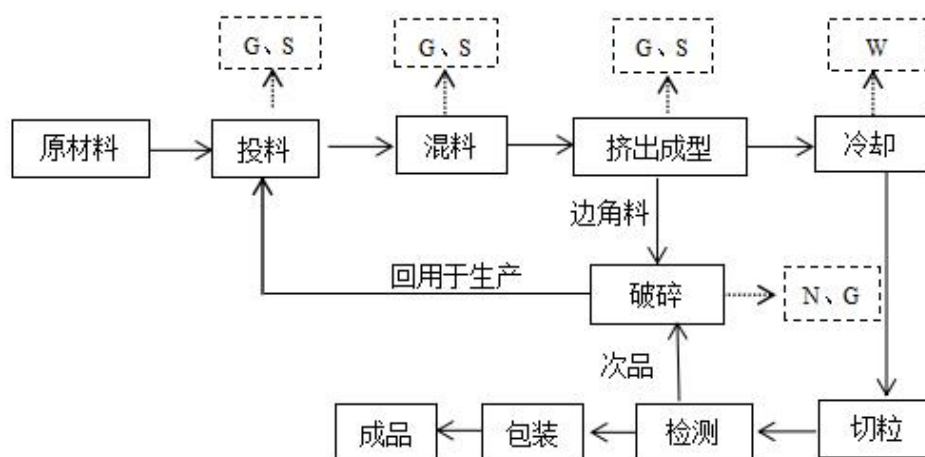 G、S
G、S
G、S
W
原材料
投料
混料
挤出成型
冷却
边角料
回用于生产
破碎
N、G
次品
成品
包装
检测
切粒